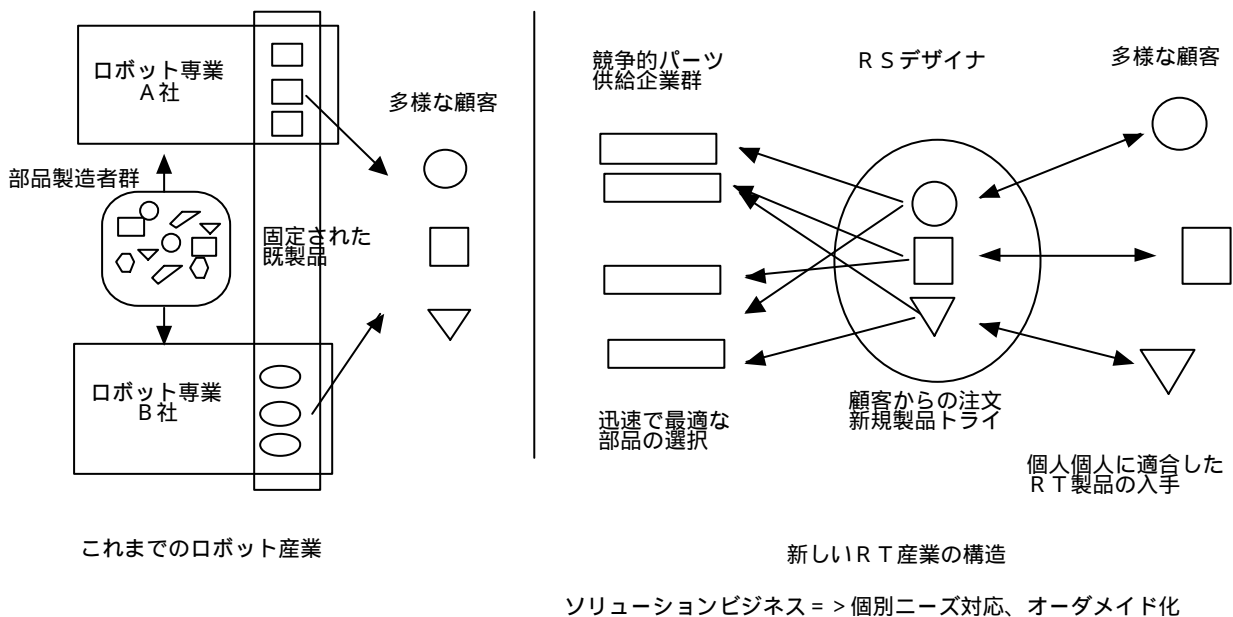 ロボット専業
A社
多様な顧客
部品製造者群
固定された
既製品
ロボット専業
B社
これまでのロボット産業
競争的パーツ
供給企業群
RSデザイナ
多様な顧客
迅速で最適な
部品の選択
顧客からの注文
新規製品トライ
個人個人に適合した
RT製品の入手
新しいRT産業の構造
ソリューションビジネス=>個別ニーズ対応、オーダメイド化